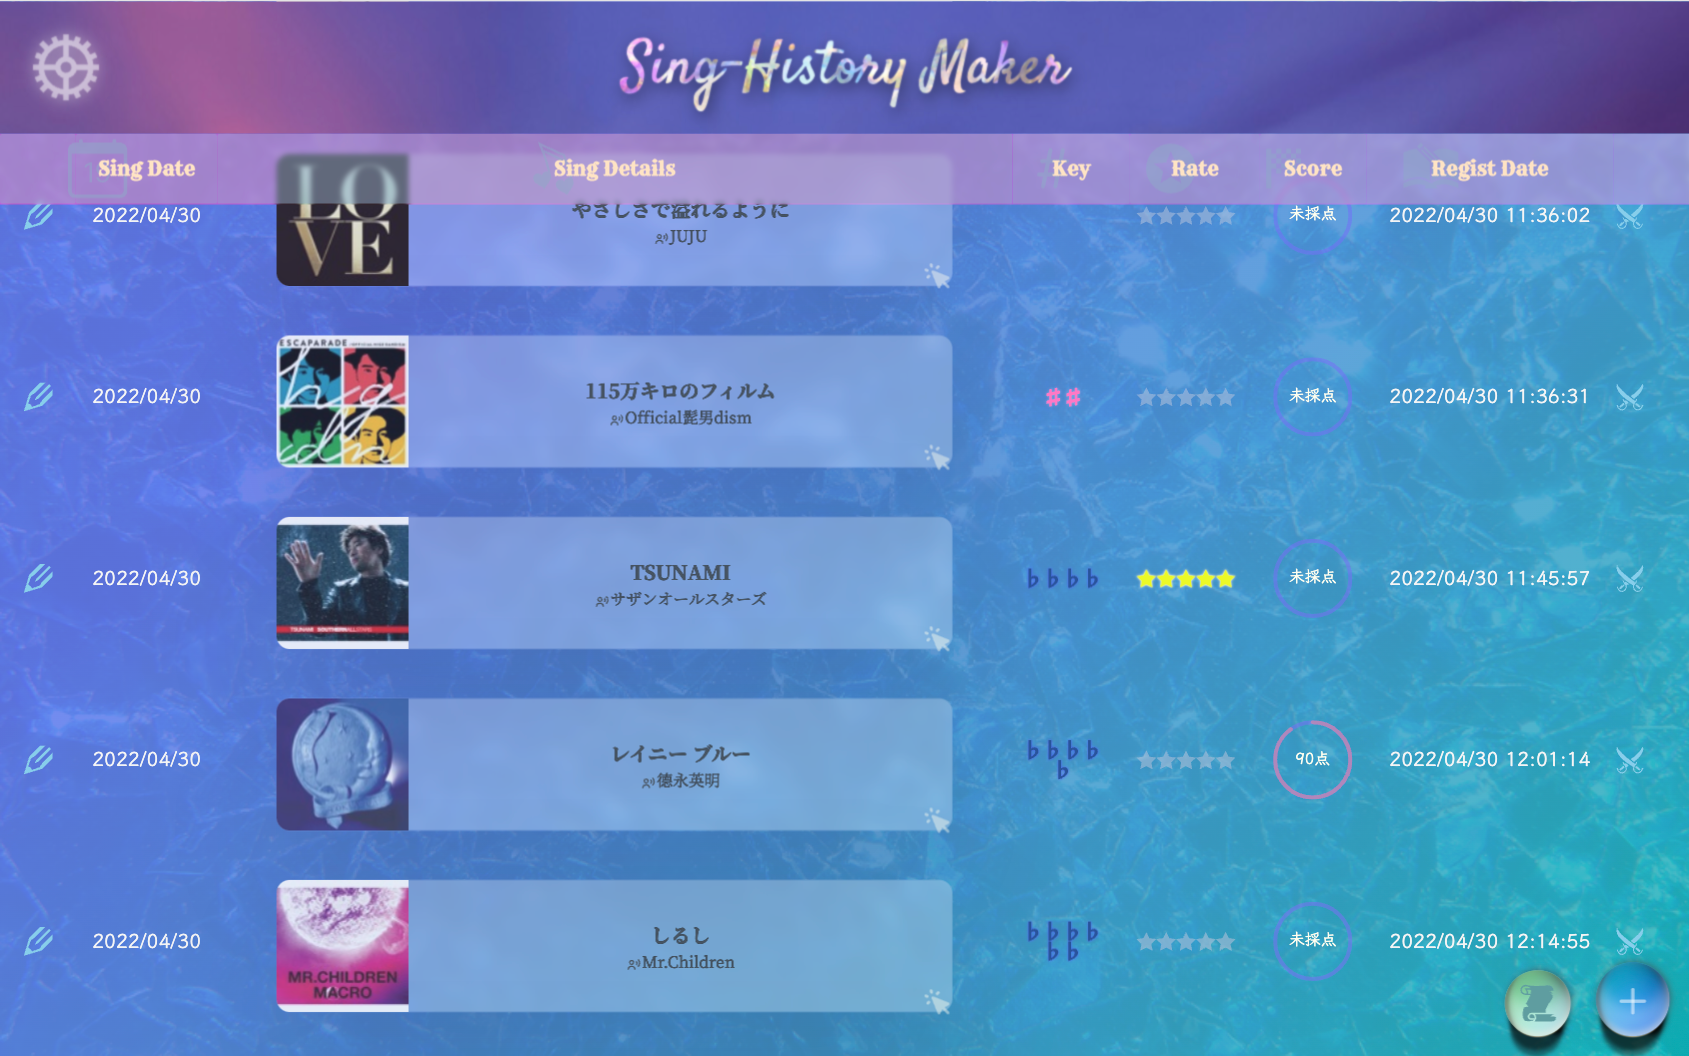 Sing-History Maker
Sing Date Sing Details Key Rate Score Regist Date
LO
VE
2022/04/30 やさしさで溢れるように 未採点 2022/04/30 11:36:02
JUJU
ESCAPARADE
2022/04/30 115万キロのフィルム ♯♯ 未採点 2022/04/30 11:36:31
Official髭男dism
2022/04/30 TSUNAMI ♭♭♭♭ ★★★★★ 未採点 2022/04/30 11:45:57
サザンオールスターズ
TSUNAMI SOUTHERN ALL STARS
2022/04/30 レイニー ブルー ♭♭♭♭♭ 90点 2022/04/30 12:01:14
德永英明
2022/04/30 しるし ♭♭♭♭♭♭ 未採点 2022/04/30 12:14:55
Mr.Children
MR.CHILDREN
MACRO